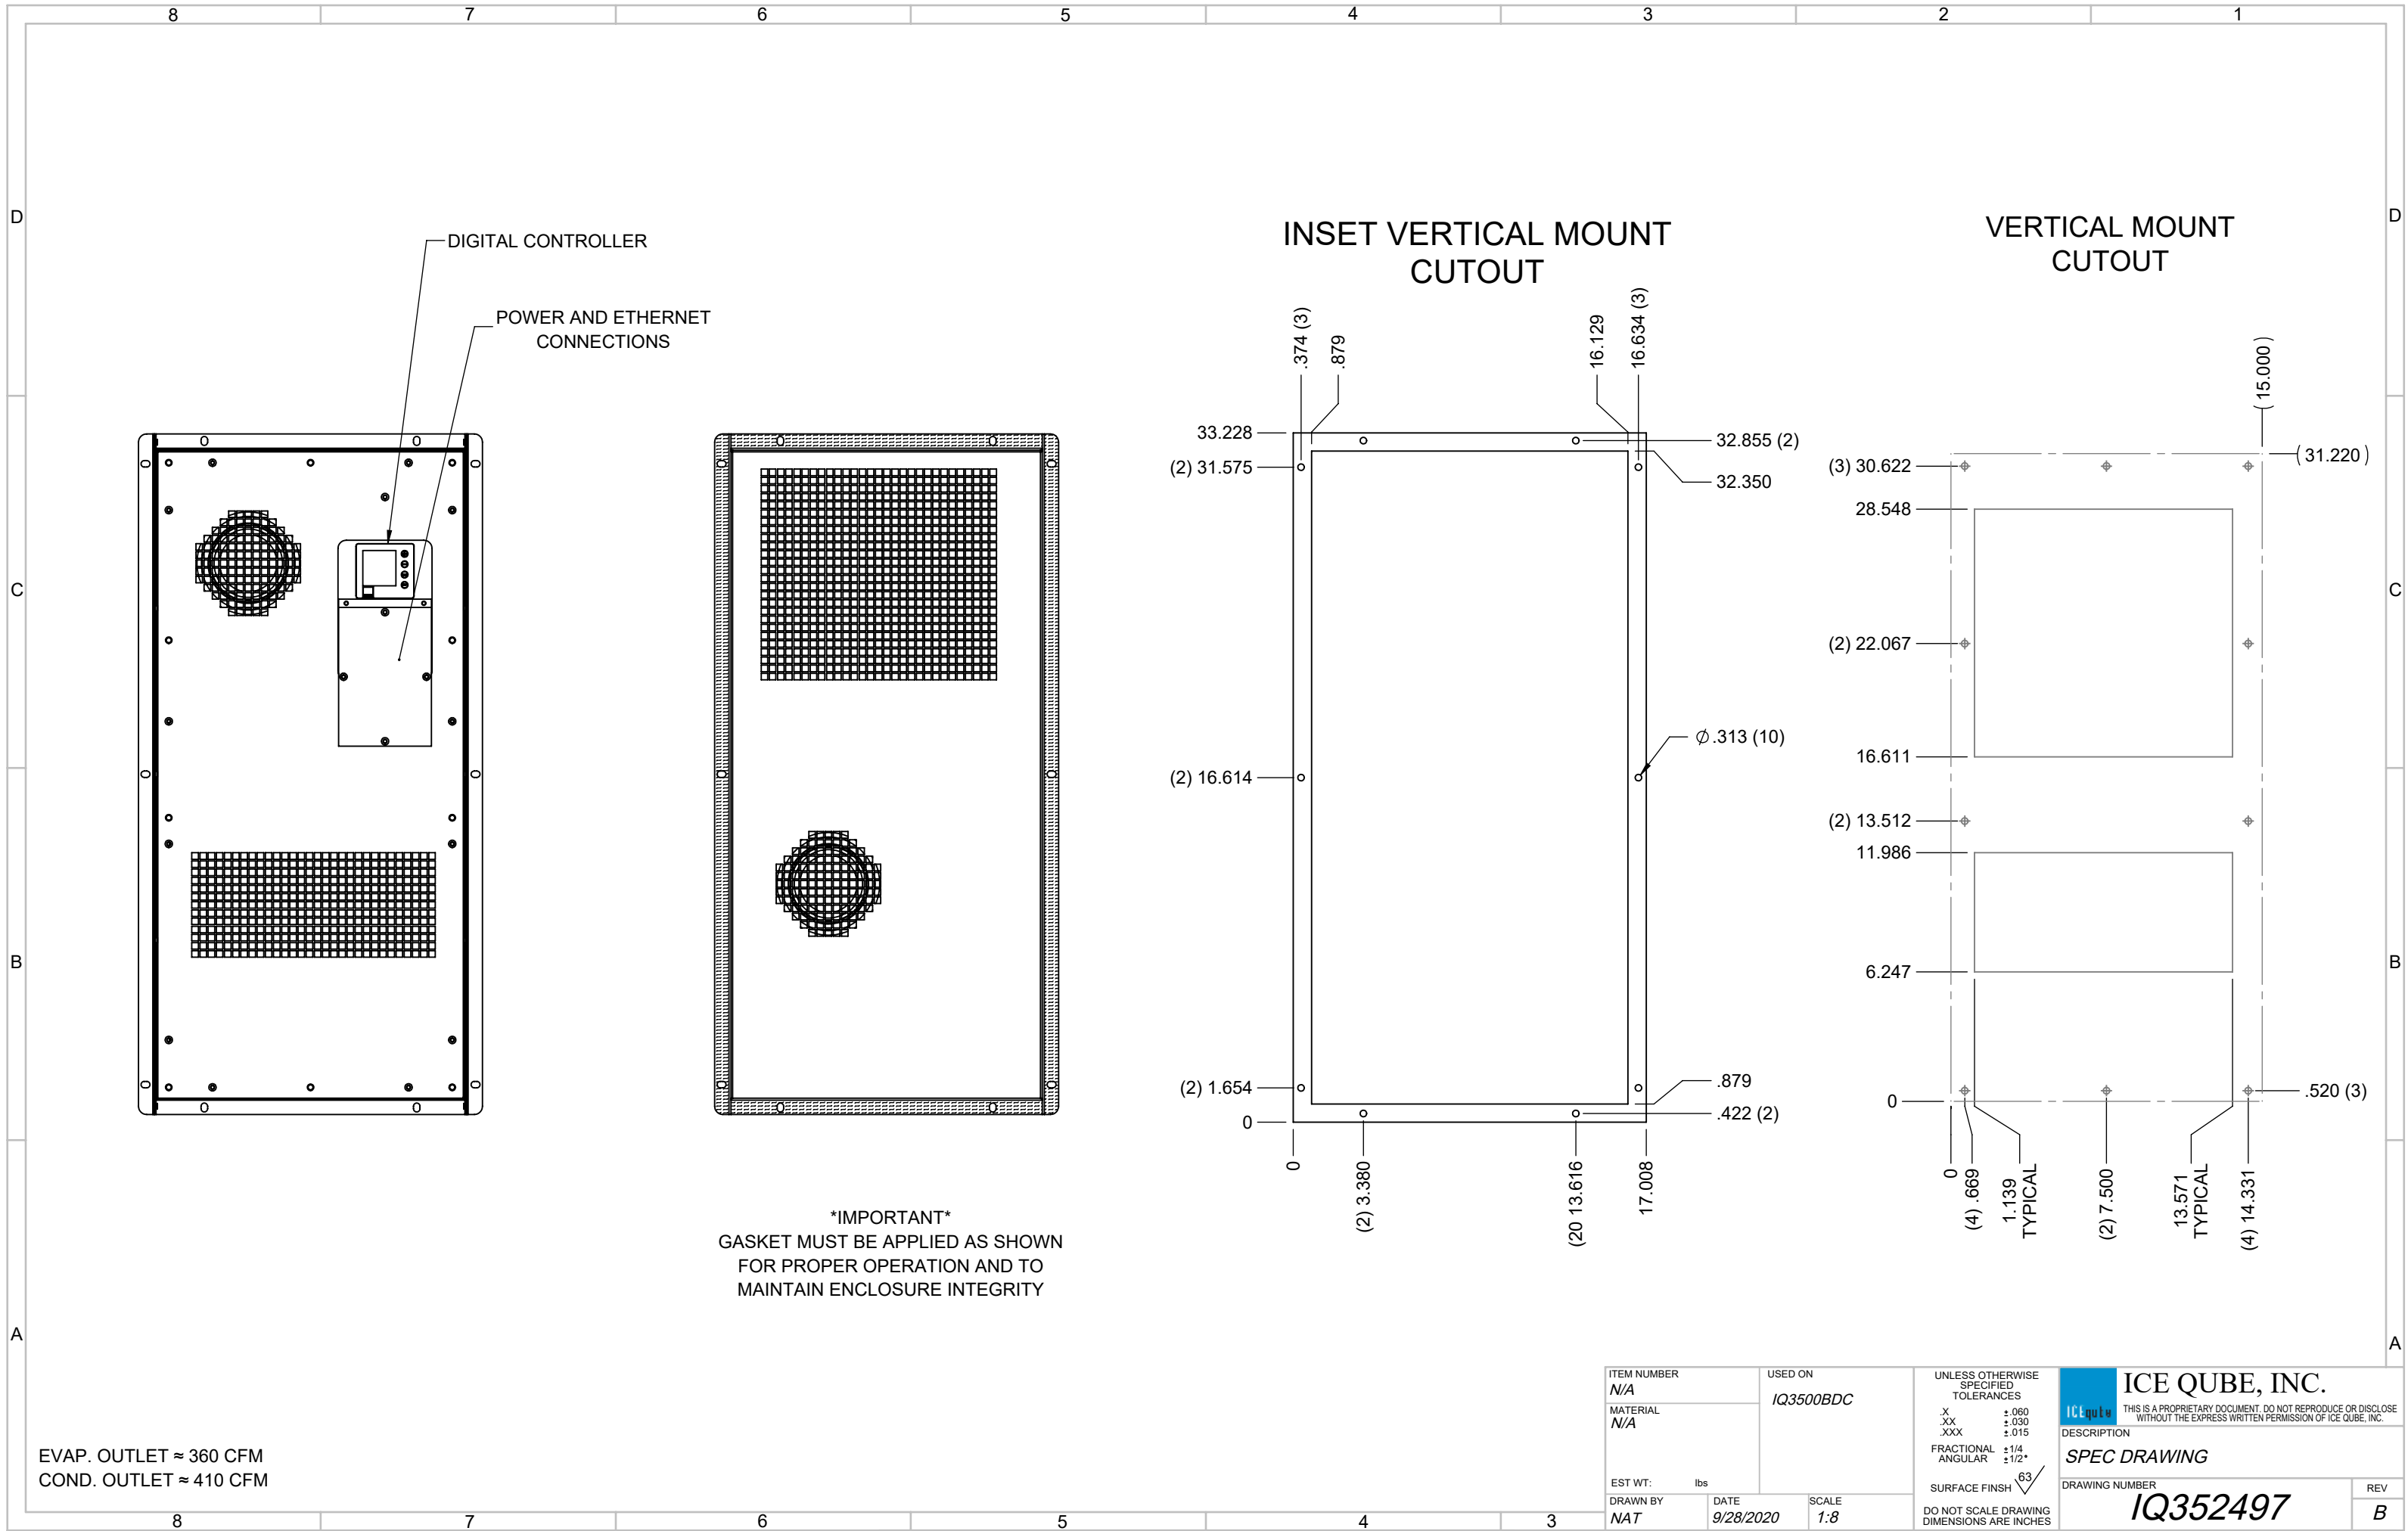 8 7 6 5 4 3 2 1
D
D
C
C
B
B
A
A
DIGITAL CONTROLLER
POWER AND ETHERNET
CONNECTIONS
*IMPORTANT*
GASKET MUST BE APPLIED AS SHOWN
FOR PROPER OPERATION AND TO
MAINTAIN ENCLOSURE INTEGRITY
INSET VERTICAL MOUNT
CUTOUT
.374 (3)
.879
16.129
16.634 (3)
33.228
(2) 31.575
(2) 16.614
(2) 1.654
0
32.855 (2)
32.350
⌀ .313 (10)
.879
.422 (2)
0
(2) 3.380
(20 13.616
17.008
VERTICAL MOUNT
CUTOUT
(15.000)
(31.220)
(3) 30.622
28.548
(2) 22.067
16.611
(2) 13.512
11.986
6.247
0
.520 (3)
0
(4) .669
1.139
TYPICAL
(2) 7.500
13.571
TYPICAL
(4) 14.331
EVAP. OUTLET ≈ 360 CFM
COND. OUTLET ≈ 410 CFM
ITEM NUMBER
N/A
MATERIAL
N/A
EST WT: lbs
USED ON
IQ3500BDC
DRAWN BY
NAT
DATE
9/28/2020
SCALE
1:8
UNLESS OTHERWISE
SPECIFIED
TOLERANCES
.X ±.060
.XX ±.030
.XXX ±.015
FRACTIONAL ±1/4
ANGULAR ±1/2°
SURFACE FINSH 63
DO NOT SCALE DRAWING
DIMENSIONS ARE INCHES
ICEqube
ICE QUBE, INC.
THIS IS A PROPRIETARY DOCUMENT. DO NOT REPRODUCE OR DISCLOSE
WITHOUT THE EXPRESS WRITTEN PERMISSION OF ICE QUBE, INC.
DESCRIPTION
SPEC DRAWING
DRAWING NUMBER
IQ352497
REV
B
8 7 6 5 4 3